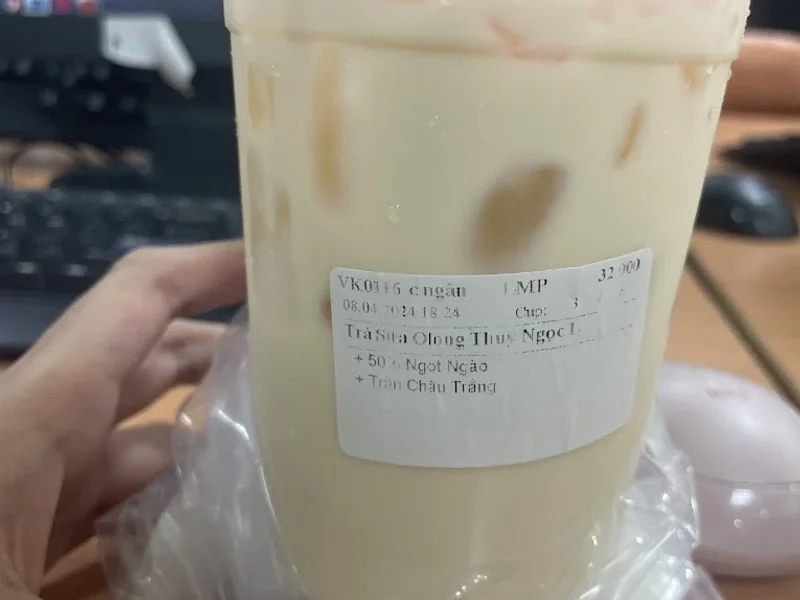 VK0116 c ngân LMP 32 000
08.04 2024 18 24 Cup: 3 /
Trà Sữa Olong Thuỵ Ngọc L
+ 50% Ngọt Ngào
+ Trân Châu Trắng